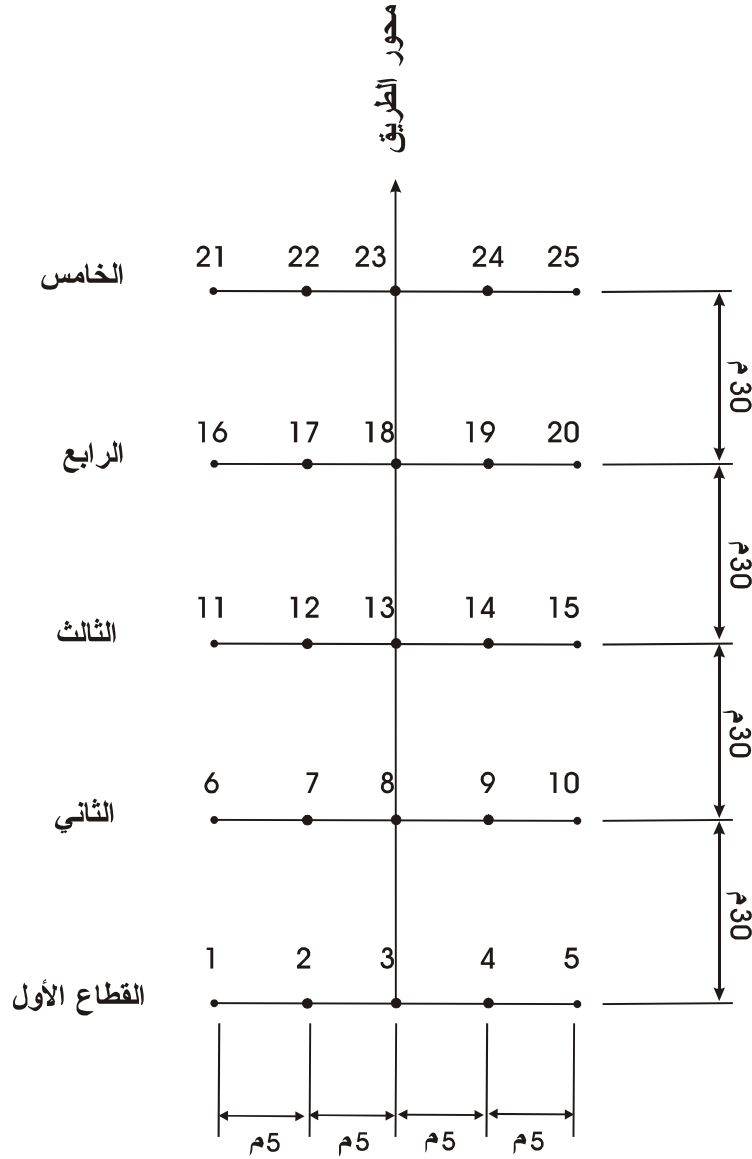 محور الطريق
الخامس
21 22 23 24 25
30 م
الرابع
16 17 18 19 20
30م
الثالث
11 12 13 14 15
30م
الثاني
6 7 8 9 10
30م
القطاع الأول
1 2 3 4 5
5م 5م 5م 5م